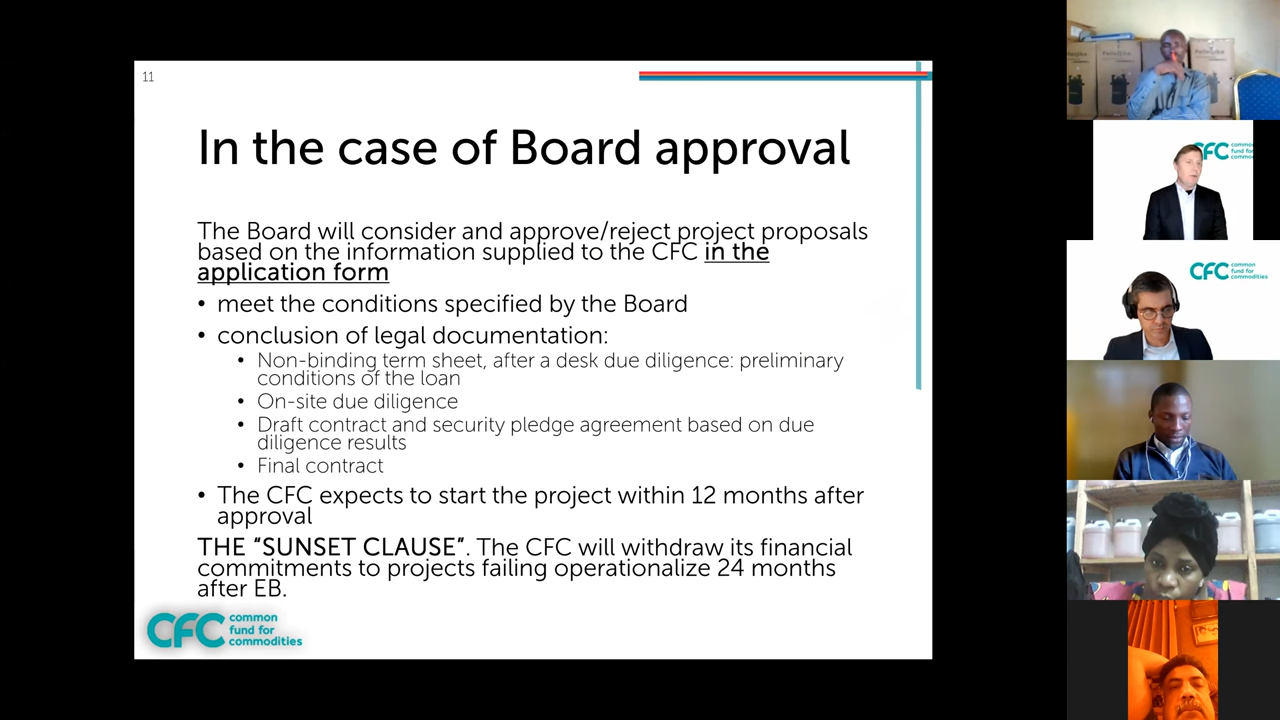 11
In the case of Board approval
The Board will consider and approve/reject project proposals
based on the information supplied to the CFC in the
application form
• meet the conditions specified by the Board
• conclusion of legal documentation:
• Non-binding term sheet, after a desk due diligence: preliminary
conditions of the loan
• On-site due diligence
• Draft contract and security pledge agreement based on due
diligence results
• Final contract
• The CFC expects to start the project within 12 months after
approval
THE “SUNSET CLAUSE”. The CFC will withdraw its financial
commitments to projects failing operationalize 24 months
after EB.
CFC common
fund for
commodities
CFC
common
fund for
CFC common
fund for
commodities